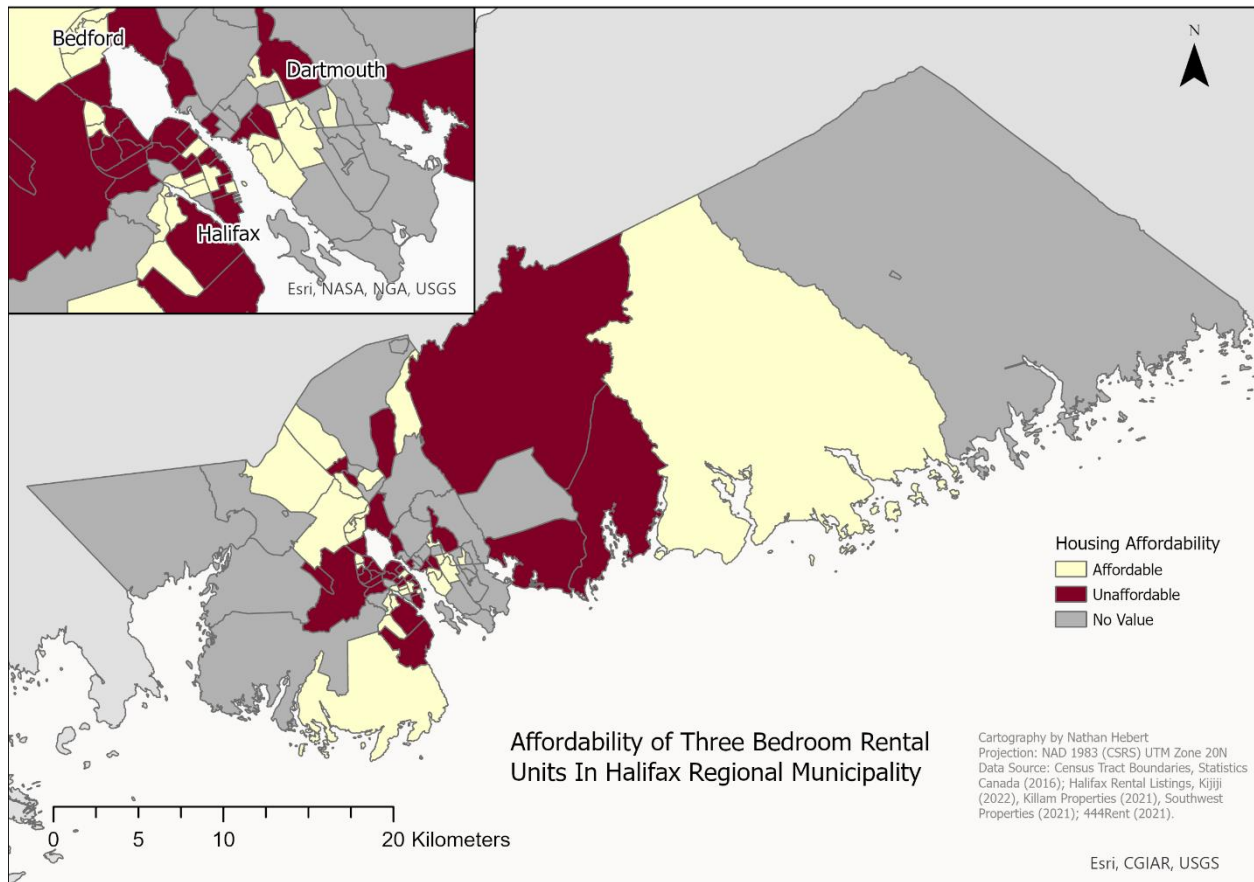 Bedford
Dartmouth
Halifax
Esri, NASA, NGA, USGS
N
Housing Affordability
Affordable
Unaffordable
No Value
Affordability of Three Bedroom Rental
Units In Halifax Regional Municipality
Cartography by Nathan Hebert
Projection: NAD 1983 (CSRS) UTM Zone 20N
Data Source: Census Tract Boundaries, Statistics
Canada (2016); Halifax Rental Listings, Kijiji
(2022), Killam Properties (2021), Southwest
Properties (2021); 444Rent (2021).
0 5 10 20 Kilometers
Esri, CGIAR, USGS